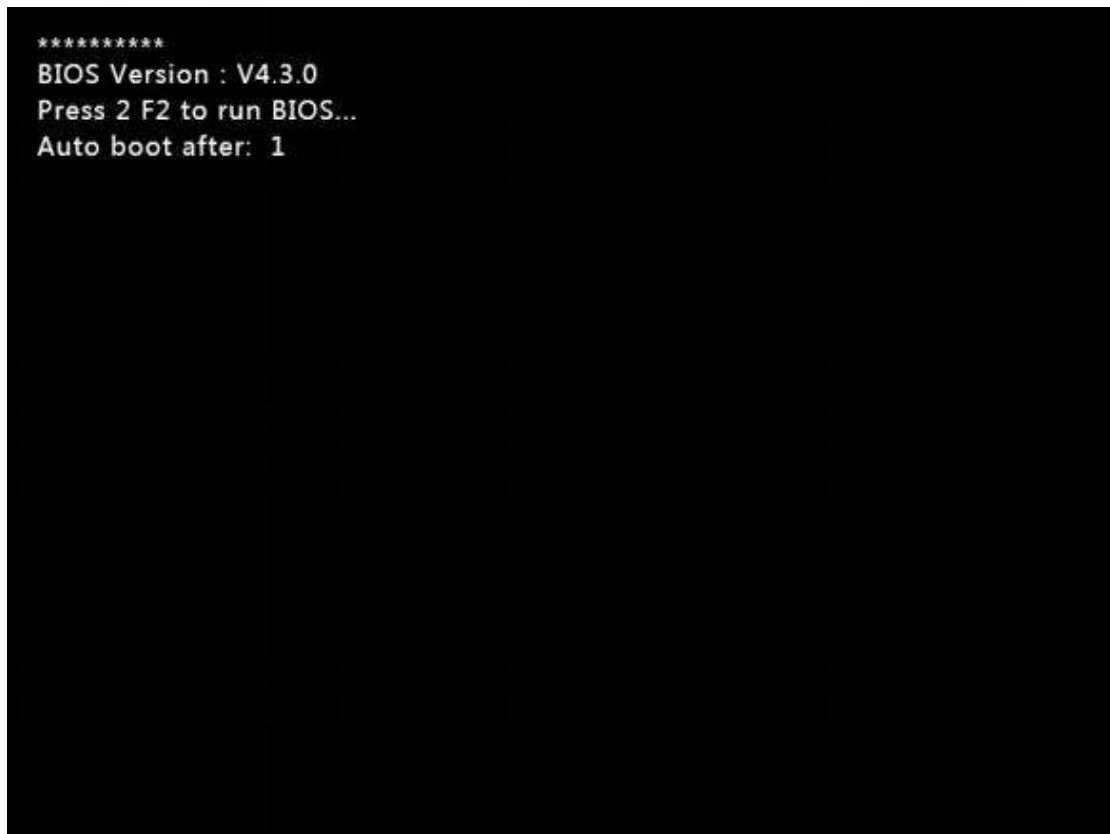 **********
BIOS Version : V4.3.0
Press 2 F2 to run BIOS...
Auto boot after:  1